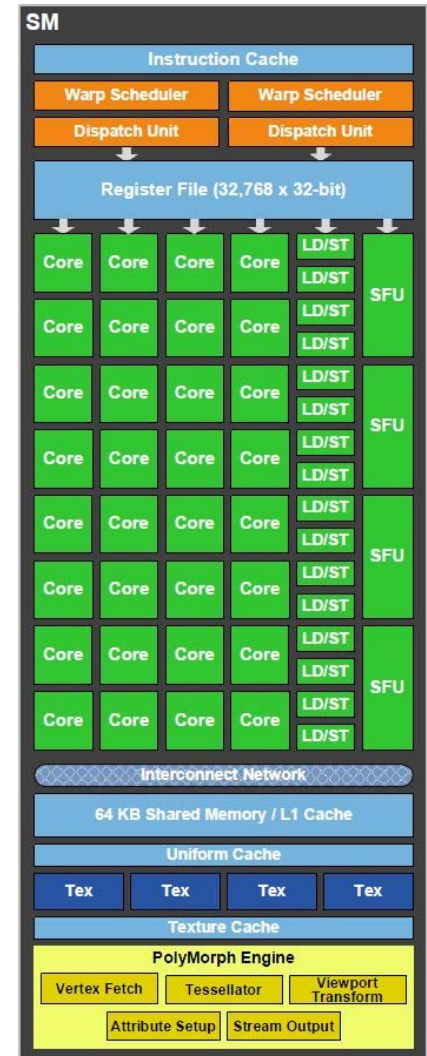 SM
Instruction Cache
Warp Scheduler Warp Scheduler
Dispatch Unit Dispatch Unit
Register File (32,768 x 32-bit)
Core Core Core Core LD/ST
LD/ST
SFU
Core Core Core Core LD/ST
LD/ST
Core Core Core Core LD/ST
LD/ST
SFU
Core Core Core Core LD/ST
LD/ST
Core Core Core Core LD/ST
LD/ST
SFU
Core Core Core Core LD/ST
LD/ST
Core Core Core Core LD/ST
LD/ST
SFU
Core Core Core Core LD/ST
LD/ST
Interconnect Network
64 KB Shared Memory / L1 Cache
Uniform Cache
Tex Tex Tex Tex
Texture Cache
PolyMorph Engine
Vertex Fetch Tessellator Viewport
Transform
Attribute Setup Stream Output